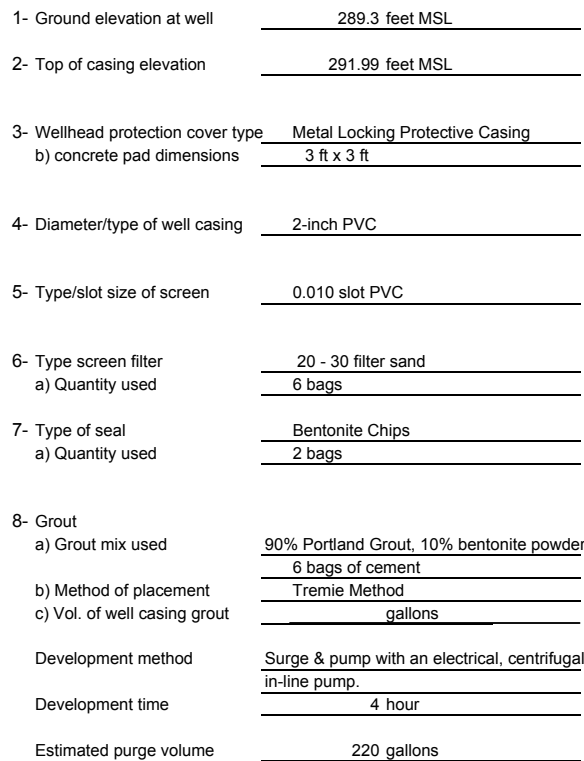 1- Ground elevation at well 289.3 feet MSL
2- Top of casing elevation 291.99 feet MSL
3- Wellhead protection cover type Metal Locking Protective Casing
b) concrete pad dimensions 3 ft x 3 ft
4- Diameter/type of well casing 2-inch PVC
5- Type/slot size of screen 0.010 slot PVC
6- Type screen filter 20 - 30 filter sand
a) Quantity used 6 bags
7- Type of seal Bentonite Chips
a) Quantity used 2 bags
8- Grout
a) Grout mix used 90% Portland Grout, 10% bentonite powder
6 bags of cement
b) Method of placement Tremie Method
c) Vol. of well casing grout gallons
Development method Surge & pump with an electrical, centrifugal
in-line pump.
Development time 4 hour
Estimated purge volume 220 gallons